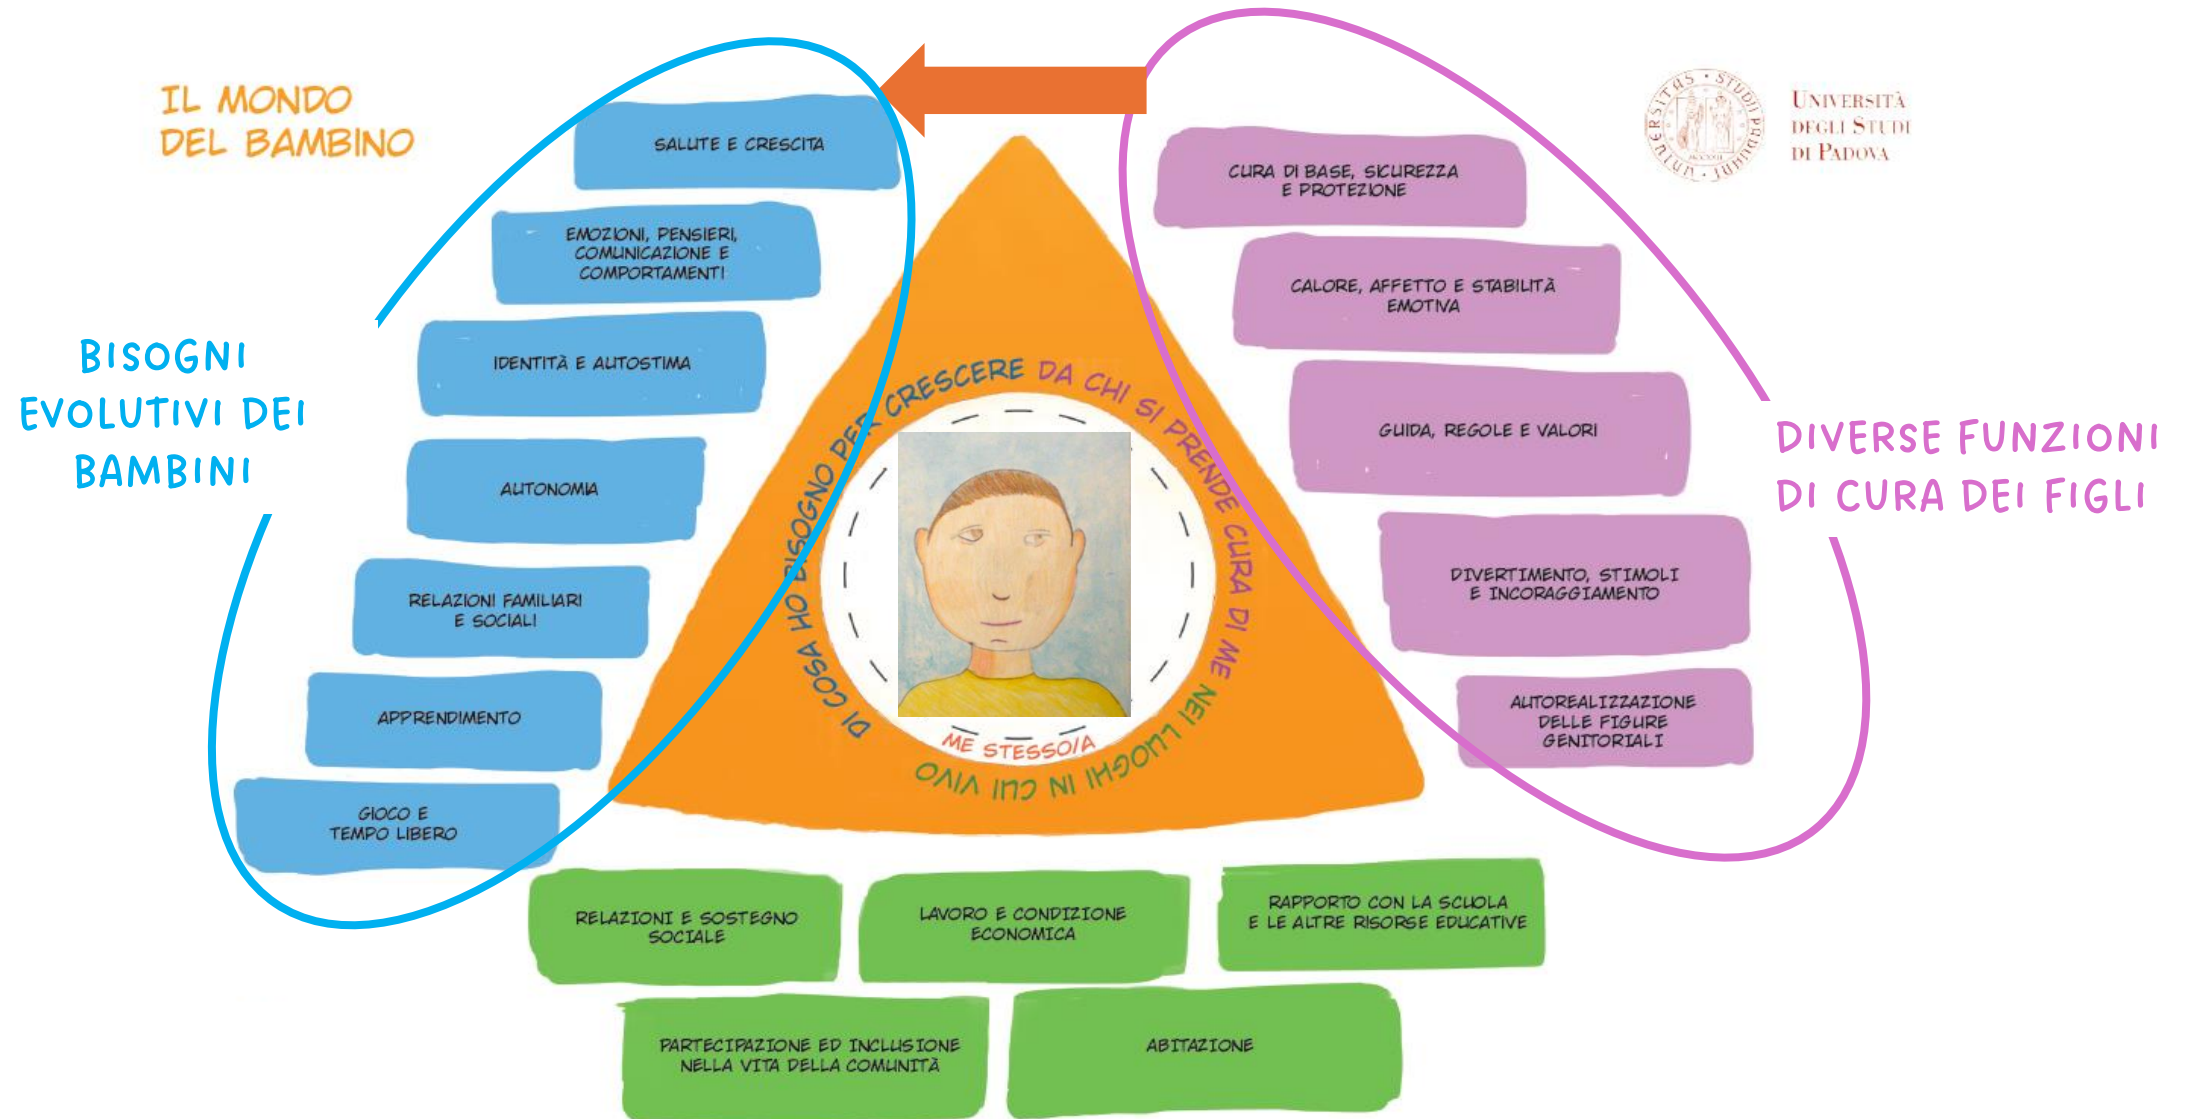 IL MONDO
DEL BAMBINO
UNIVERSITAS · STUDII PADUANI ·
MCCXXII
UNIVERSITÀ
DEGLI STUDI
DI PADOVA
BISOGNI
EVOLUTIVI DEI
BAMBINI
SALUTE E CRESCITA
EMOZIONI, PENSIERI,
COMUNICAZIONE E
COMPORTAMENTI
IDENTITÀ E AUTOSTIMA
AUTONOMIA
RELAZIONI FAMILIARI
E SOCIALI
APPRENDIMENTO
GIOCO E
TEMPO LIBERO
DI COSA HO BISOGNO PER CRESCERE
DA CHI SI PRENDE CURA DI ME
NEI LUOGHI IN CUI VIVO
ME STESSO/A
CURA DI BASE, SICUREZZA
E PROTEZIONE
CALORE, AFFETTO E STABILITÀ
EMOTIVA
GUIDA, REGOLE E VALORI
DIVERTIMENTO, STIMOLI
E INCORAGGIAMENTO
AUTOREALIZZAZIONE
DELLE FIGURE
GENITORIALI
DIVERSE FUNZIONI
DI CURA DEI FIGLI
RELAZIONI E SOSTEGNO
SOCIALE
LAVORO E CONDIZIONE
ECONOMICA
RAPPORTO CON LA SCUOLA
E LE ALTRE RISORSE EDUCATIVE
PARTECIPAZIONE ED INCLUSIONE
NELLA VITA DELLA COMUNITÀ
ABITAZIONE